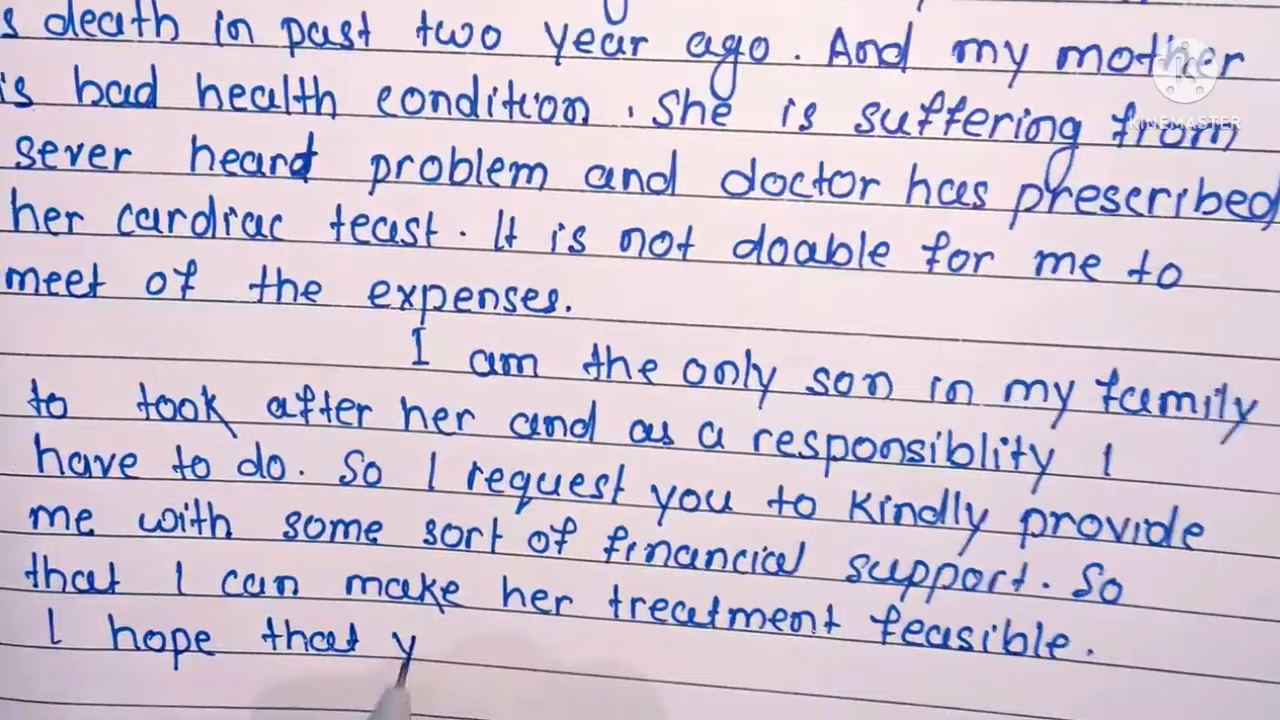 s death in past two year ago. And my mother
is bad health condition. She is suffering from
sever heard problem and doctor has prescribed
her cardiac teast. It is not doable for me to
meet of the expenses.
I am the only son in my family
to took after her and as a responsiblity I
have to do. So I request you to kindly provide
me with some sort of financial support. So
that I can make her treatment feasible.
I hope that y
KINEMASTER